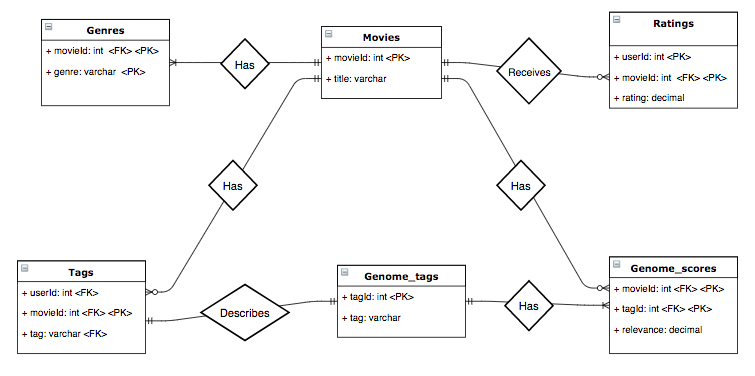 Genres
+ movieId: int <FK> <PK>
+ genre: varchar <PK>
Has
Movies
+ movieId: int <PK>
+ title: varchar
Receives
Ratings
+ userId: int <PK>
+ movieId: int <FK> <PK>
+ rating: decimal
Has
Has
Tags
+ userId: int <FK>
+ movieId: int <FK> <PK>
+ tag: varchar <FK>
Describes
Genome_tags
+ tagId: int <PK>
+ tag: varchar
Has
Genome_scores
+ movieId: int <FK> <PK>
+ tagId: int <FK> <PK>
+ relevance: decimal